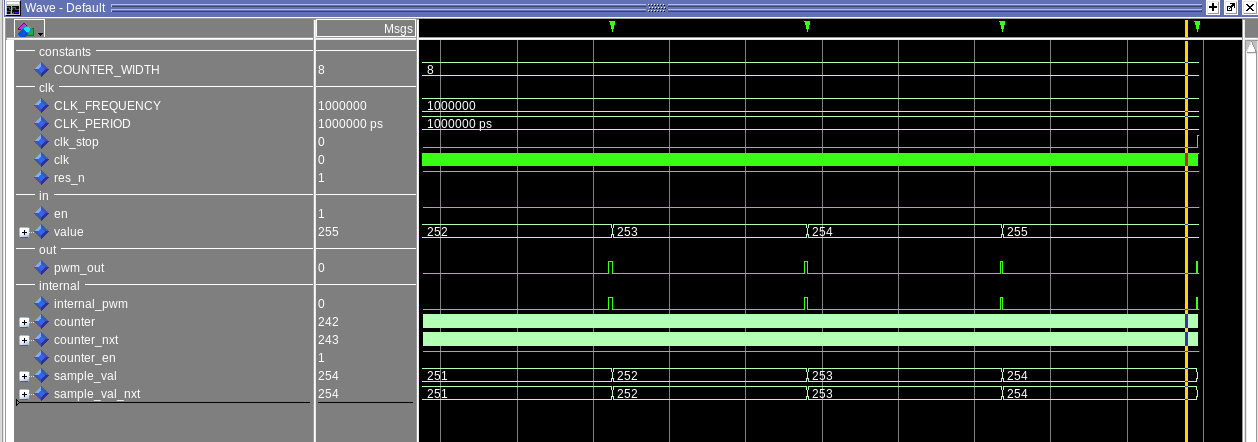 Wave - Default
Msgs
constants
COUNTER_WIDTH 8 8
clk
CLK_FREQUENCY 1000000 1000000
CLK_PERIOD 1000000 ps 1000000 ps
clk_stop 0
clk 0
res_n 1
in
en 1
value 255 252 253 254 255
out
pwm_out 0
internal
internal_pwm 0
counter 242
counter_nxt 243
counter_en 1
sample_val 254 251 252 253 254
sample_val_nxt 254 251 252 253 254